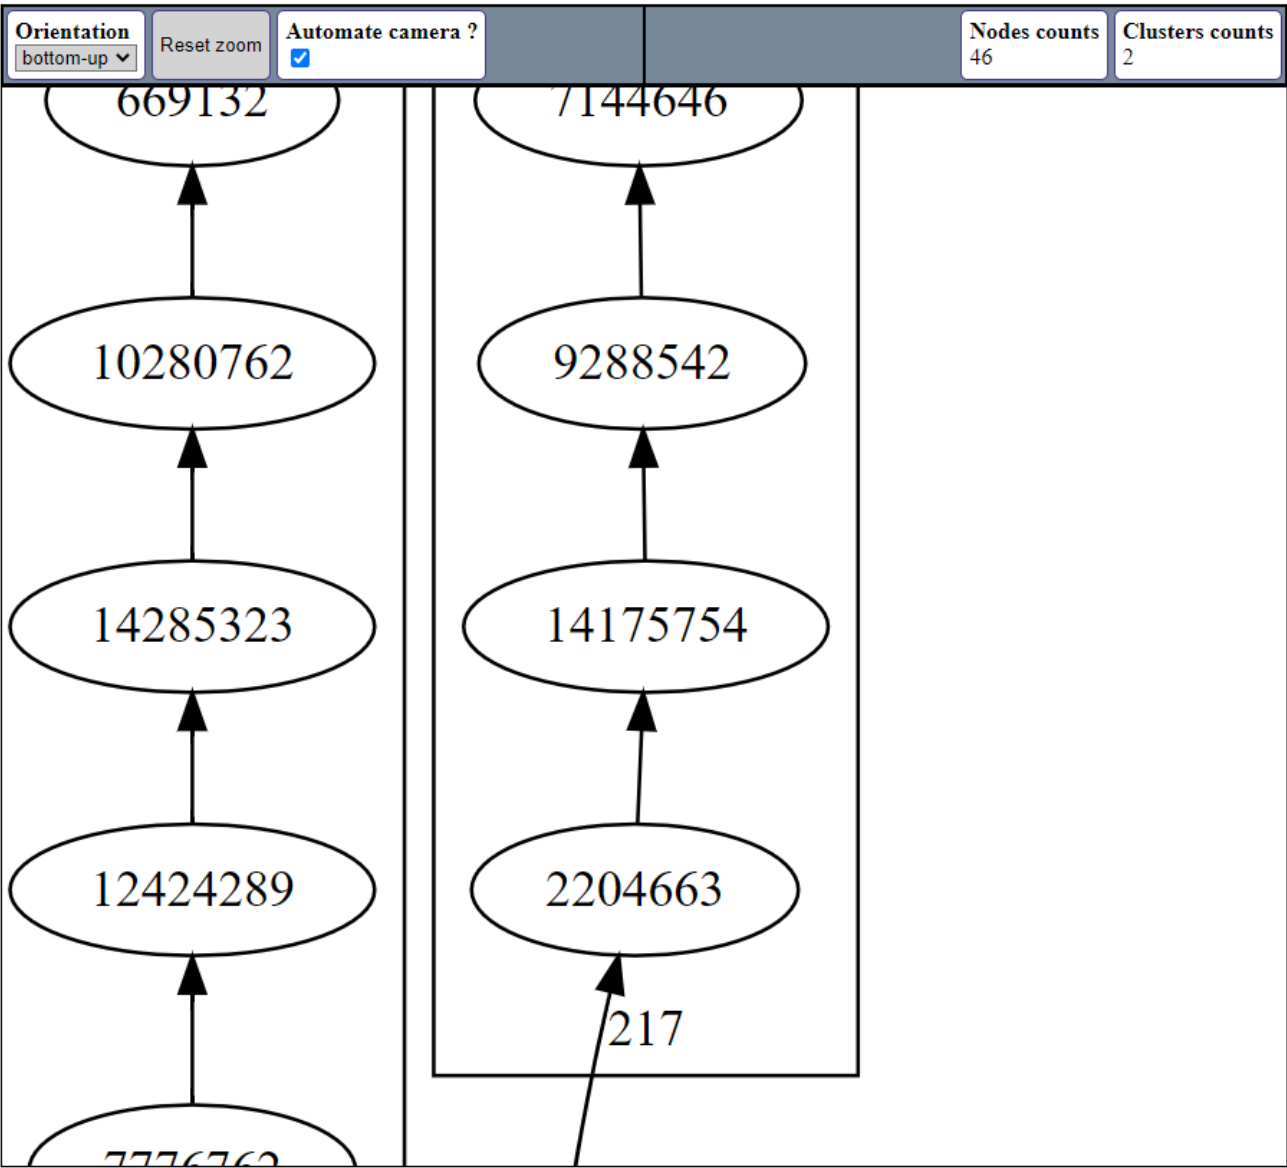 Orientation
bottom-up
Reset zoom
Automate camera ?
Nodes counts
46
Clusters counts
2
669132
7144646
10280762
9288542
14285323
14175754
12424289
2204663
217
7776762